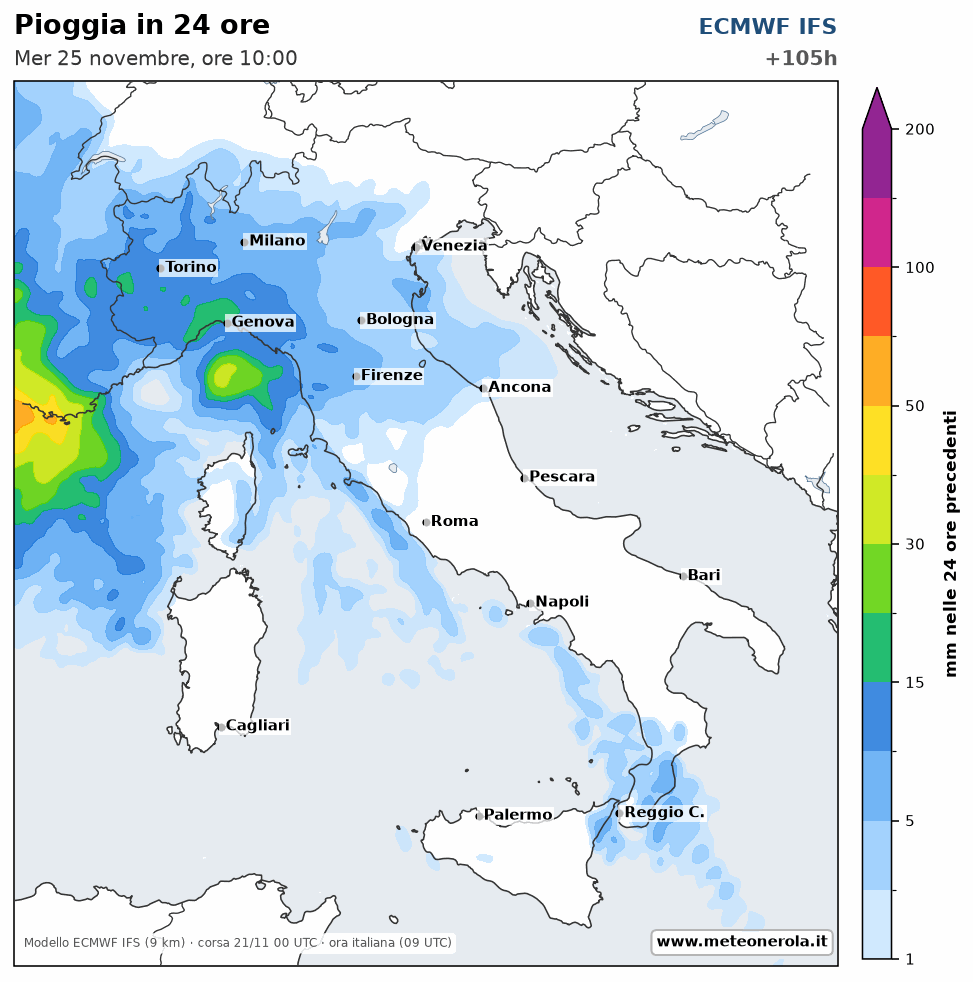 Pioggia in 24 ore
ECMWF IFS
Mer 25 novembre, ore 10:00
+105h
200
100
50
30
15
5
1
mm nelle 24 ore precedenti
Milano
Venezia
Torino
Genova
Bologna
Firenze
Ancona
Pescara
Roma
Bari
Napoli
Cagliari
Palermo
Reggio C.
Modello ECMWF IFS (9 km) · corsa 21/11 00 UTC · ora italiana (09 UTC)
www.meteonerola.it